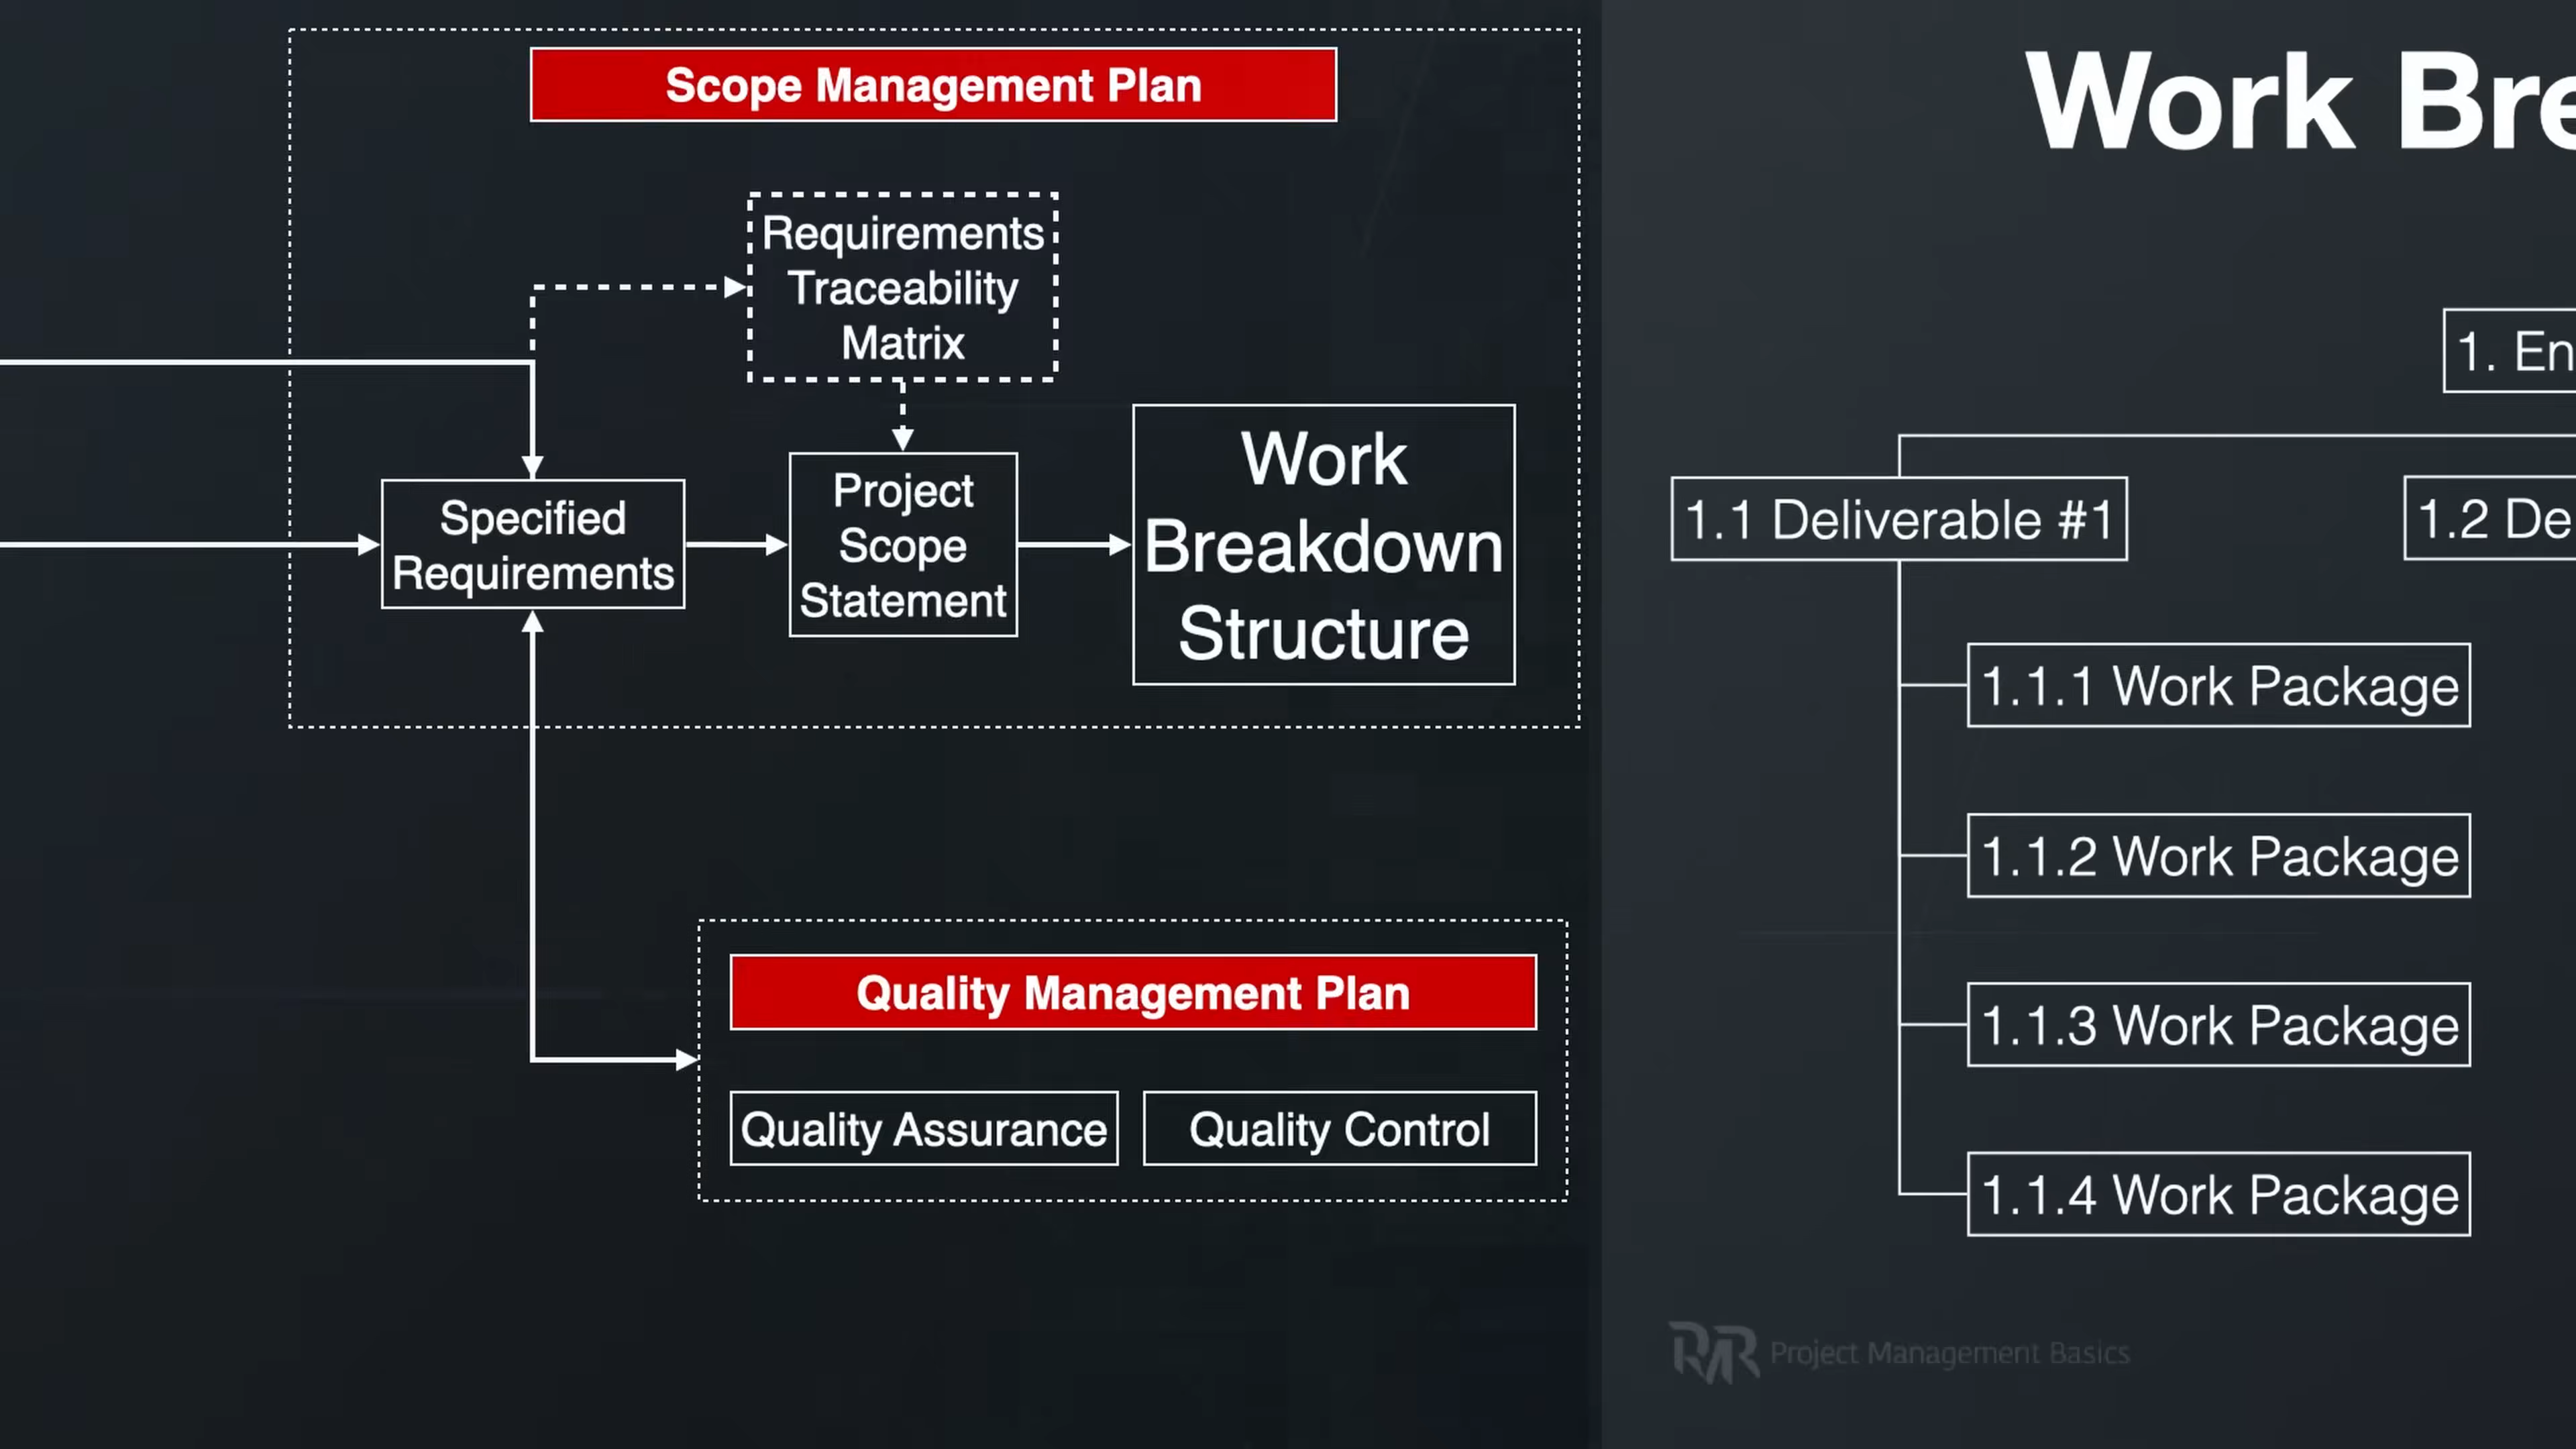 Scope Management Plan
Requirements
Traceability
Matrix
Specified
Requirements
Project
Scope
Statement
Work
Breakdown
Structure
Quality Management Plan
Quality Assurance
Quality Control
Work Bre
1. En
1.1 Deliverable #1
1.2 De
1.1.1 Work Package
1.1.2 Work Package
1.1.3 Work Package
1.1.4 Work Package
Project Management Basics